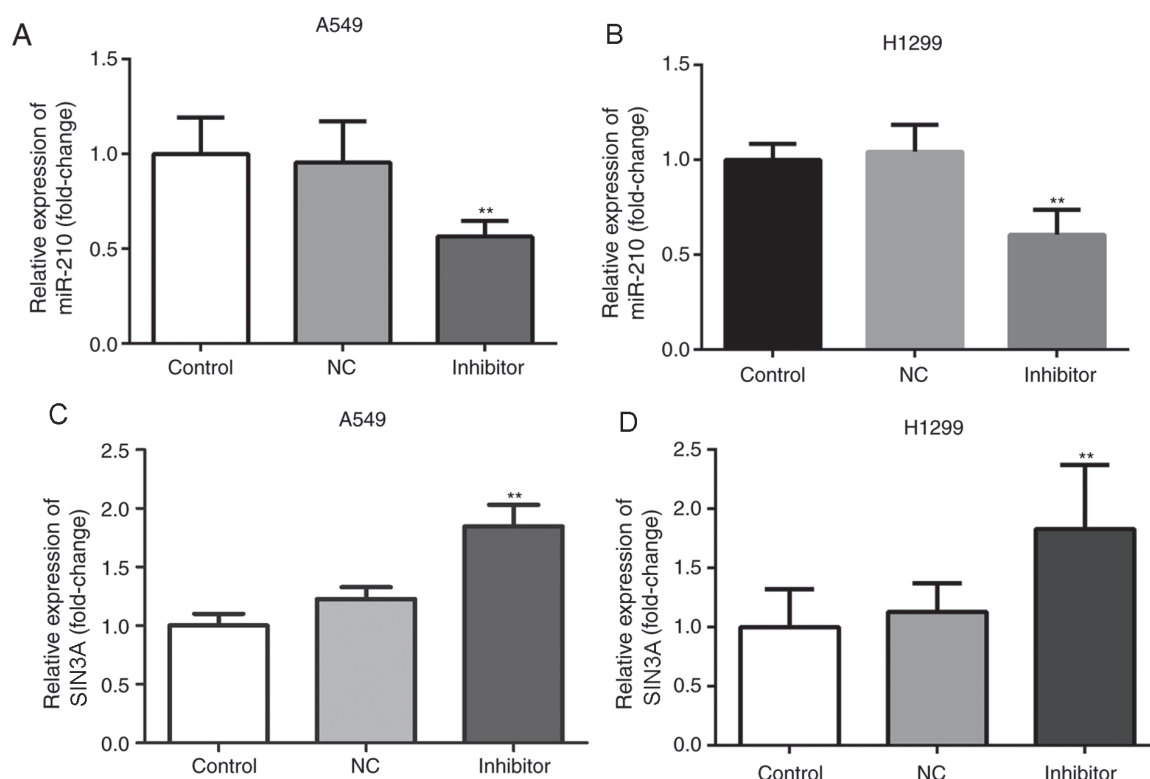 A
A549
Relative expression of
miR-210 (fold-change)
1.5
1.0
0.5
0.0
**
Control NC Inhibitor
B
H1299
Relative expression of
miR-210 (fold-change)
1.5
1.0
0.5
0.0
**
Control NC Inhibitor
C
A549
Relative expression of
SIN3A (fold-change)
2.5
2.0
1.5
1.0
0.5
0.0
**
Control NC Inhibitor
D
H1299
Relative expression of
SIN3A (fold-change)
2.5
2.0
1.5
1.0
0.5
0.0
**
Control NC Inhibitor